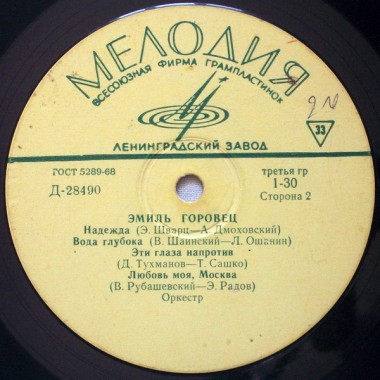 МЕЛОДИЯ
ВСЕСОЮЗНАЯ ФИРМА ГРАМПЛАСТИНОК
33
ЛЕНИНГРАДСКИЙ ЗАВОД
ГОСТ 5289-68
третья гр
Д-28490
1-30
Сторона 2
ЭМИЛЬ ГОРОВЕЦ
Надежда (Э. Шварц—А. Дмоховский)
Вода глубока (В. Шаинский—Л. Ошанин)
Эти глаза напротив
(Д. Тухманов—Т. Сашко)
Любовь моя, Москва
(В. Рубашевский—Э. Радов)
Оркестр